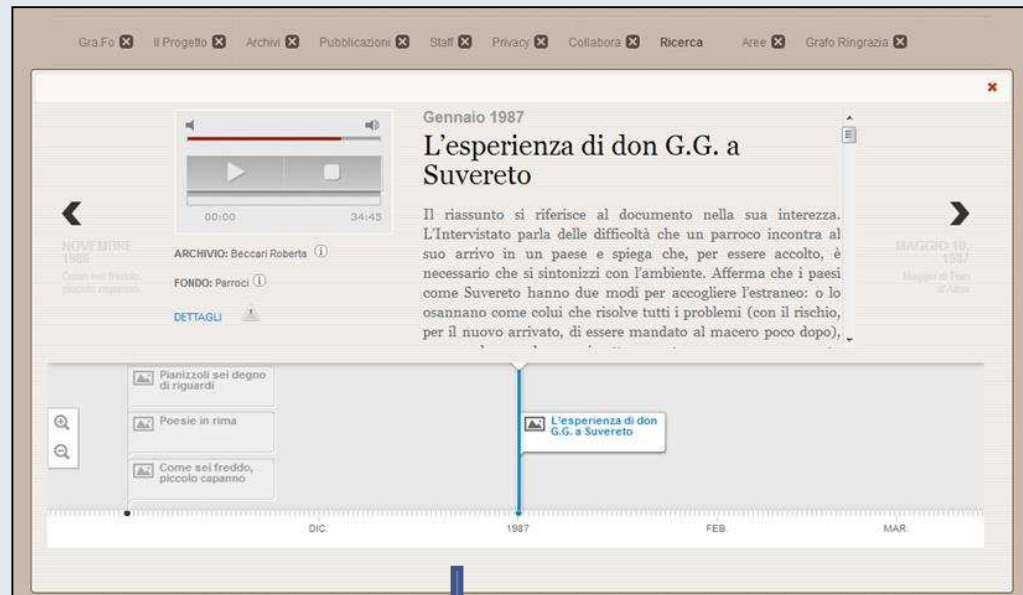 Gra.Fo Il Progetto Archivi Pubblicazioni Staff Privacy Collabora Ricerca Aree Grafo Ringrazia
00:00 34:45
ARCHIVIO: Beccari Roberta
FONDO: Parroci
DETTAGLI
Gennaio 1987
L'esperienza di don G.G. a
Suvereto
Il riassunto si riferisce al documento nella sua interezza.
L'Intervistato parla delle difficoltà che un parroco incontra al
suo arrivo in un paese e spiega che, per essere accolto, è
necessario che si sintonizzi con l'ambiente. Afferma che i paesi
come Suvereto hanno due modi per accogliere l'estraneo: o lo
osannano come colui che risolve tutti i problemi (con il rischio,
per il nuovo arrivato, di essere mandato al macero poco dopo),
NOVEMBRE
1986
Come sei freddo,
piccolo capanno
MAGGIO 10,
1987
Maggio di
Pianizzoli sei degno
di riguardi
Poesie in rima
Come sei freddo,
piccolo capanno
L'esperienza di don
G.G. a Suvereto
DIC. 1987 FEB. MAR.